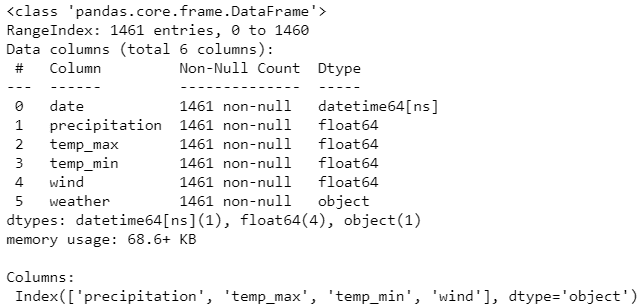 <class 'pandas.core.frame.DataFrame'>
RangeIndex: 1461 entries, 0 to 1460
Data columns (total 6 columns):
 #   Column         Non-Null Count  Dtype
---  ------         --------------  -----
 0   date           1461 non-null   datetime64[ns]
 1   precipitation  1461 non-null   float64
 2   temp_max       1461 non-null   float64
 3   temp_min       1461 non-null   float64
 4   wind           1461 non-null   float64
 5   weather        1461 non-null   object
dtypes: datetime64[ns](1), float64(4), object(1)
memory usage: 68.6+ KB

Columns:
 Index(['precipitation', 'temp_max', 'temp_min', 'wind'], dtype='object')